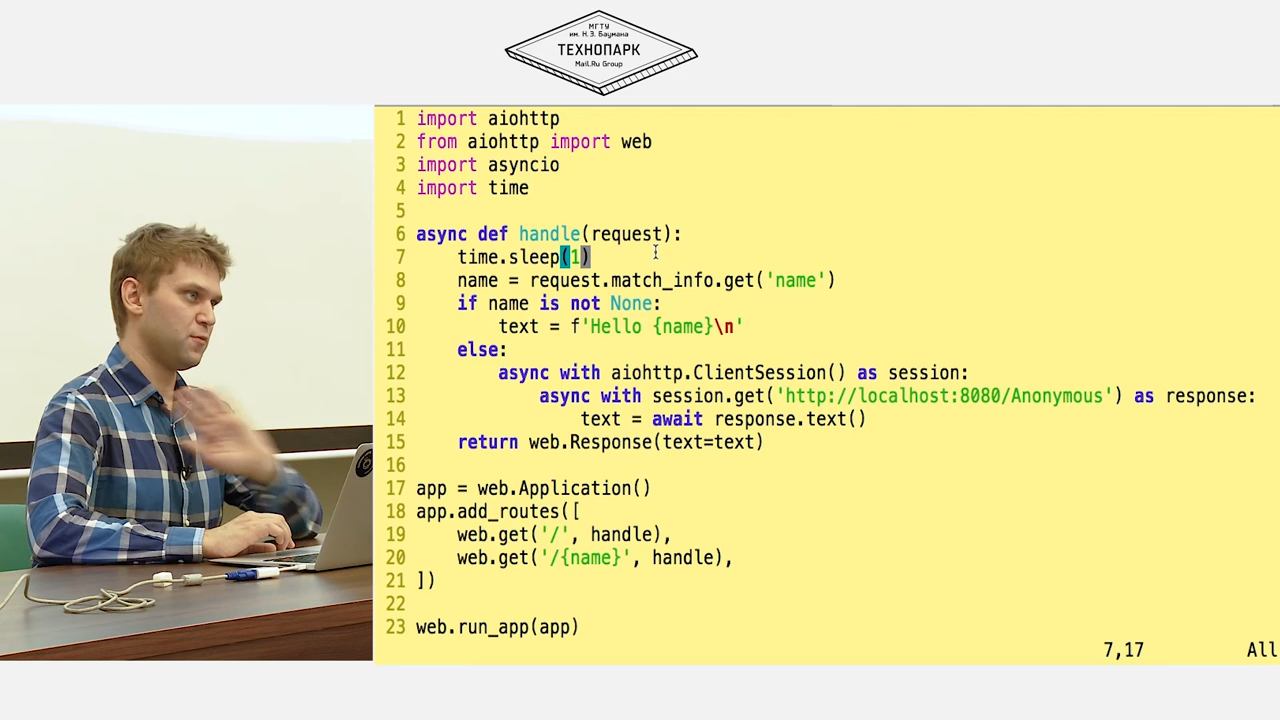 МГТУ
им. Н.Э. Баумана
ТЕХНОПАРК
Mail.Ru Group
1 import aiohttp
2 from aiohttp import web
3 import asyncio
4 import time
5
6 async def handle(request):
7     time.sleep(1)
8     name = request.match_info.get('name')
9     if name is not None:
10         text = f'Hello {name}\n'
11     else:
12         async with aiohttp.ClientSession() as session:
13             async with session.get('http://localhost:8080/Anonymous') as response:
14                 text = await response.text()
15     return web.Response(text=text)
16
17 app = web.Application()
18 app.add_routes([
19     web.get('/', handle),
20     web.get('/{name}', handle),
21 ])
22
23 web.run_app(app)
7,17 All